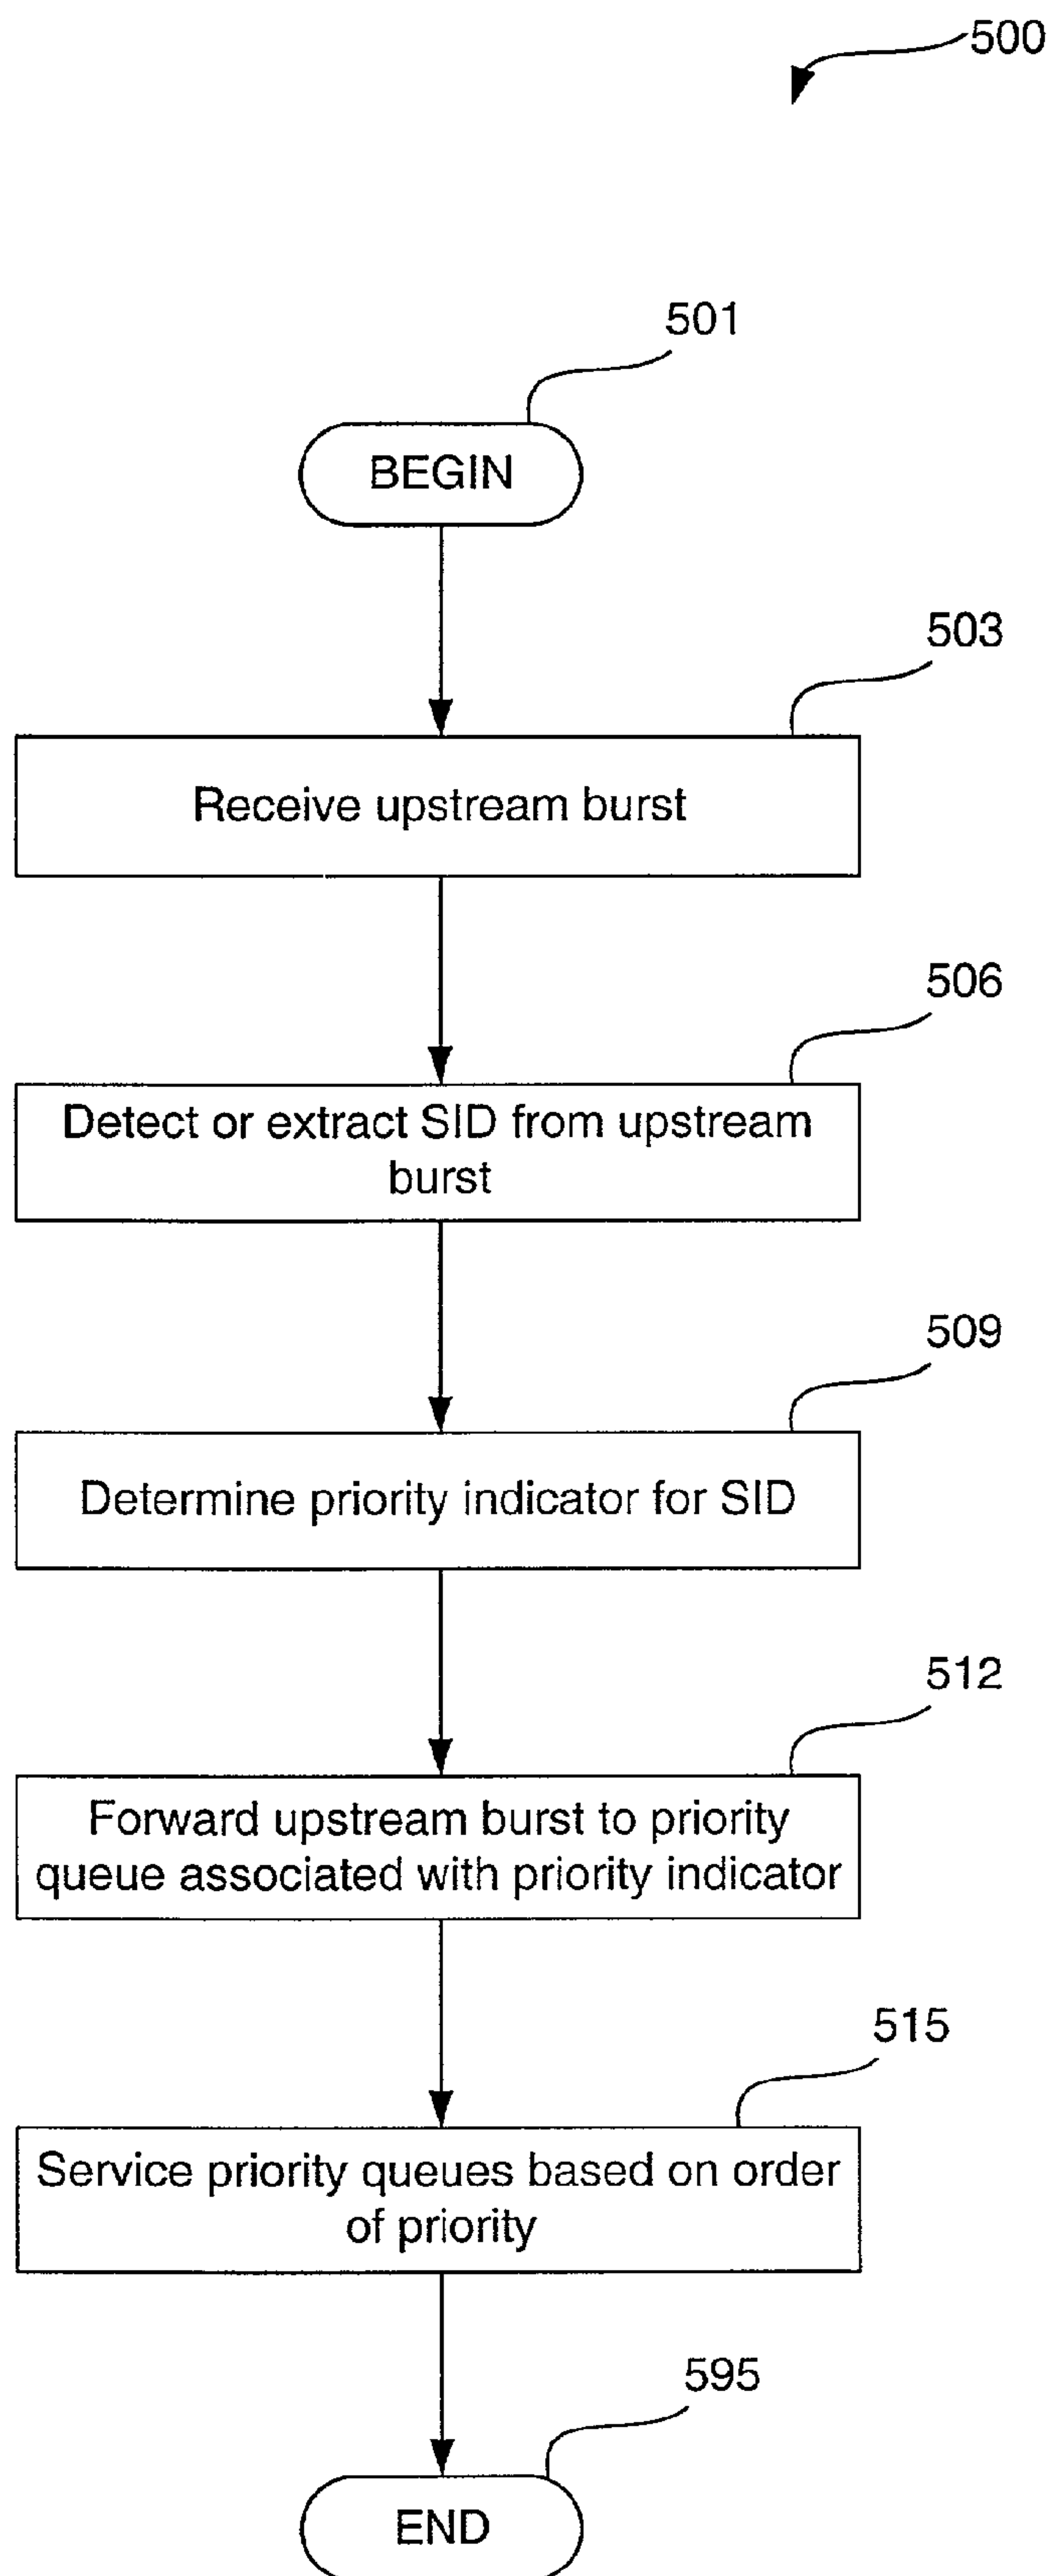 500
501
BEGIN
503
Receive upstream burst
506
Detect or extract SID from upstream
burst
509
Determine priority indicator for SID
512
Forward upstream burst to priority
queue associated with priority indicator
515
Service priority queues based on order
of priority
595
END